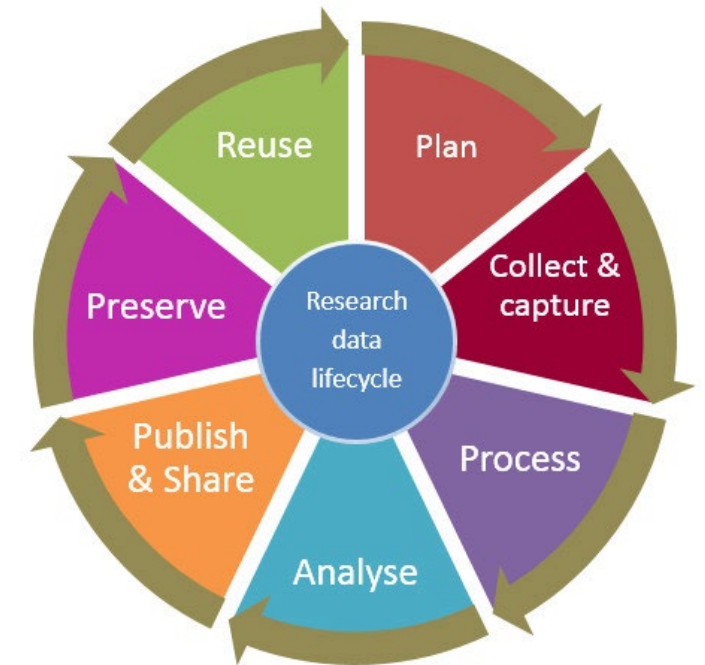 Research
data
lifecycle
Plan
Collect &
capture
Process
Analyse
Publish
& Share
Preserve
Reuse